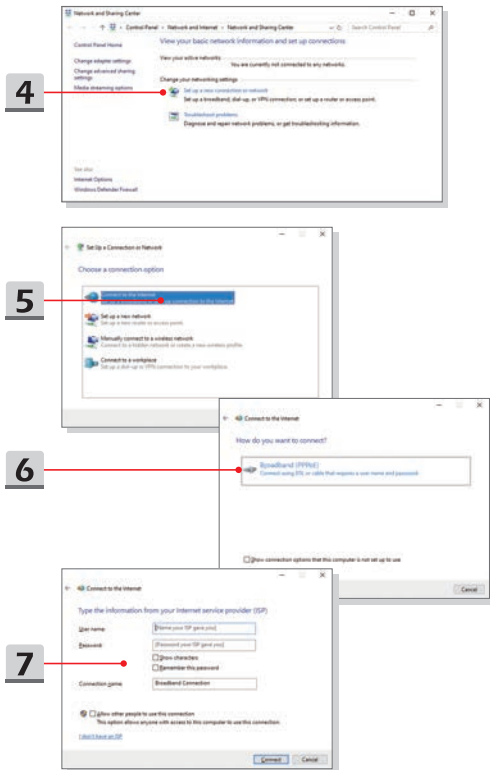 Network and Sharing Center
Control Panel › Network and Internet › Network and Sharing Center
Search Control Panel
Control Panel Home
View your basic network information and set up connections
Change adapter settings
View your active networks
You are currently not connected to any networks.
Change advanced sharing
settings
Media streaming options
Change your networking settings
4
Set up a new connection or network
Set up a broadband, dial-up, or VPN connection; or set up a router or access point.
Troubleshoot problems
Diagnose and repair network problems, or get troubleshooting information.
See also
Internet Options
Windows Defender Firewall
Set Up a Connection or Network
Choose a connection option
5
Connect to the Internet
connection to the Internet
Set up a new network
Set up a new router or access point.
Manually connect to a wireless network
Connect to a hidden network or create a new wireless profile.
Connect to a workplace
Set up a dial-up or VPN connection to your workplace.
Connect to the Internet
How do you want to connect?
6
Broadband (PPPoE)
Connect using DSL or cable that requires a user name and password.
Show connection options that this computer is not set up to use
Cancel
Connect to the Internet
Type the information from your Internet service provider (ISP)
User name:
[Name your ISP gave you]
Password:
[Password your ISP gave you]
7
Show characters
Remember this password
Connection name:
Broadband Connection
Allow other people to use this connection
This option allows anyone with access to this computer to use this connection.
I don't have an ISP
Connect
Cancel